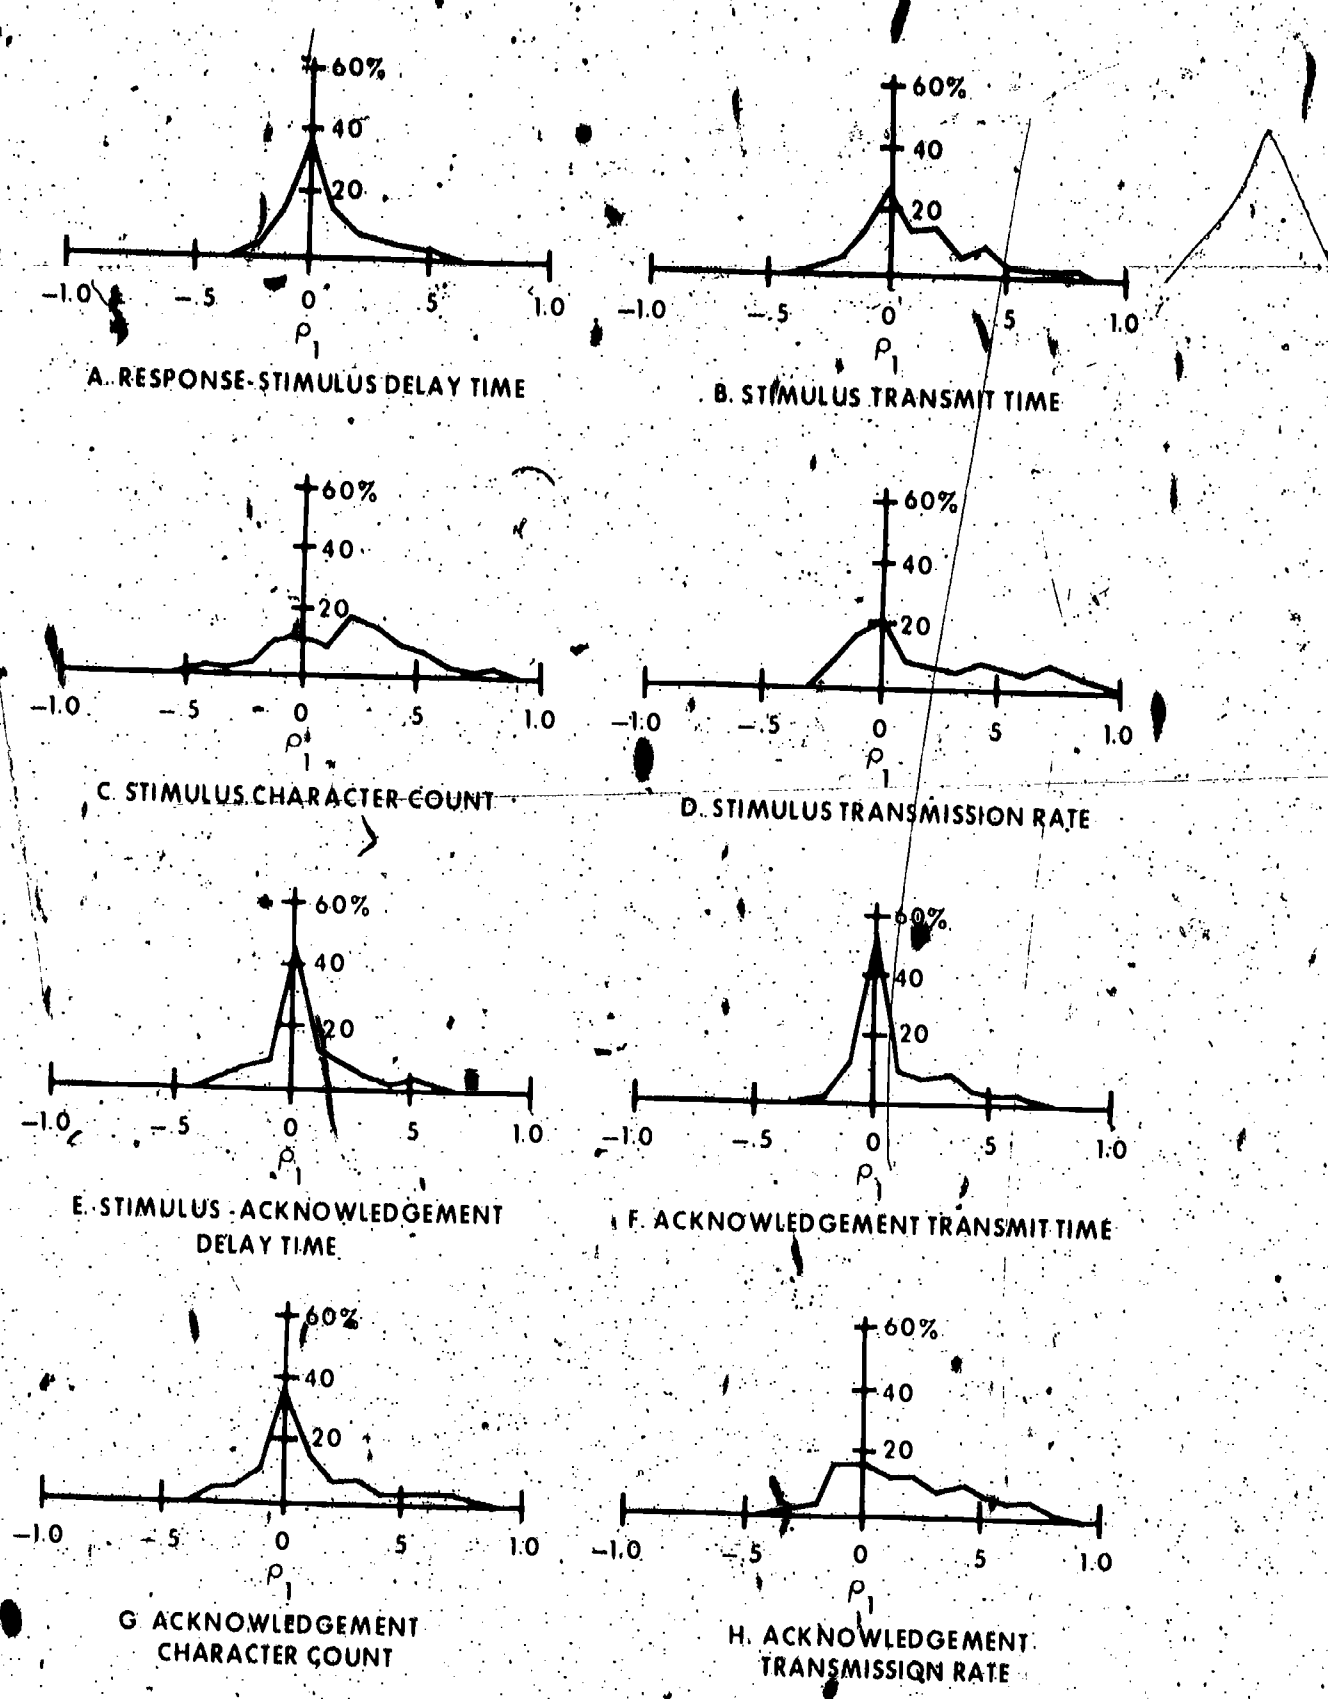 60% 60%
40 40
20 20
-1.0 -.5 0 .5 1.0 -1.0 -.5 0 .5 1.0
ρ1 ρ1
A. RESPONSE-STIMULUS DELAY TIME B. STIMULUS TRANSMIT TIME
60% 60%
40 40
20 20
-1.0 -.5 0 .5 1.0 -1.0 -.5 0 .5 1.0
ρ1 ρ1
C. STIMULUS CHARACTER COUNT D. STIMULUS TRANSMISSION RATE
60% 60%
40 40
20 20
-1.0 -.5 0 .5 1.0 -1.0 -.5 0 .5 1.0
ρ1 ρ1
E. STIMULUS-ACKNOWLEDGEMENT F. ACKNOWLEDGEMENT TRANSMIT TIME
DELAY TIME
60% 60%
40 40
20 20
-1.0 -.5 0 .5 1.0 -1.0 -.5 0 .5 1.0
ρ1 ρ1
G ACKNOWLEDGEMENT H. ACKNOWLEDGEMENT
CHARACTER COUNT TRANSMISSION RATE